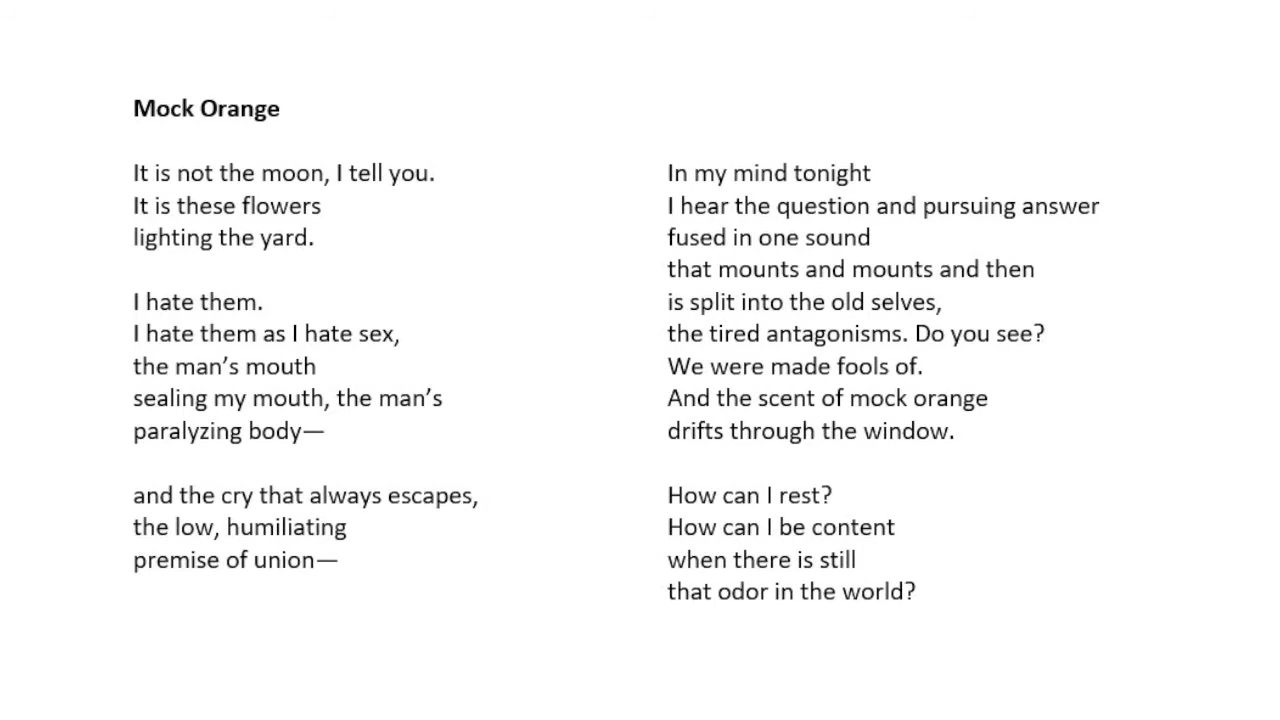 Mock Orange
It is not the moon, I tell you.
It is these flowers
lighting the yard.
I hate them.
I hate them as I hate sex,
the man’s mouth
sealing my mouth, the man’s
paralyzing body—
and the cry that always escapes,
the low, humiliating
premise of union—
In my mind tonight
I hear the question and pursuing answer
fused in one sound
that mounts and mounts and then
is split into the old selves,
the tired antagonisms. Do you see?
We were made fools of.
And the scent of mock orange
drifts through the window.
How can I rest?
How can I be content
when there is still
that odor in the world?